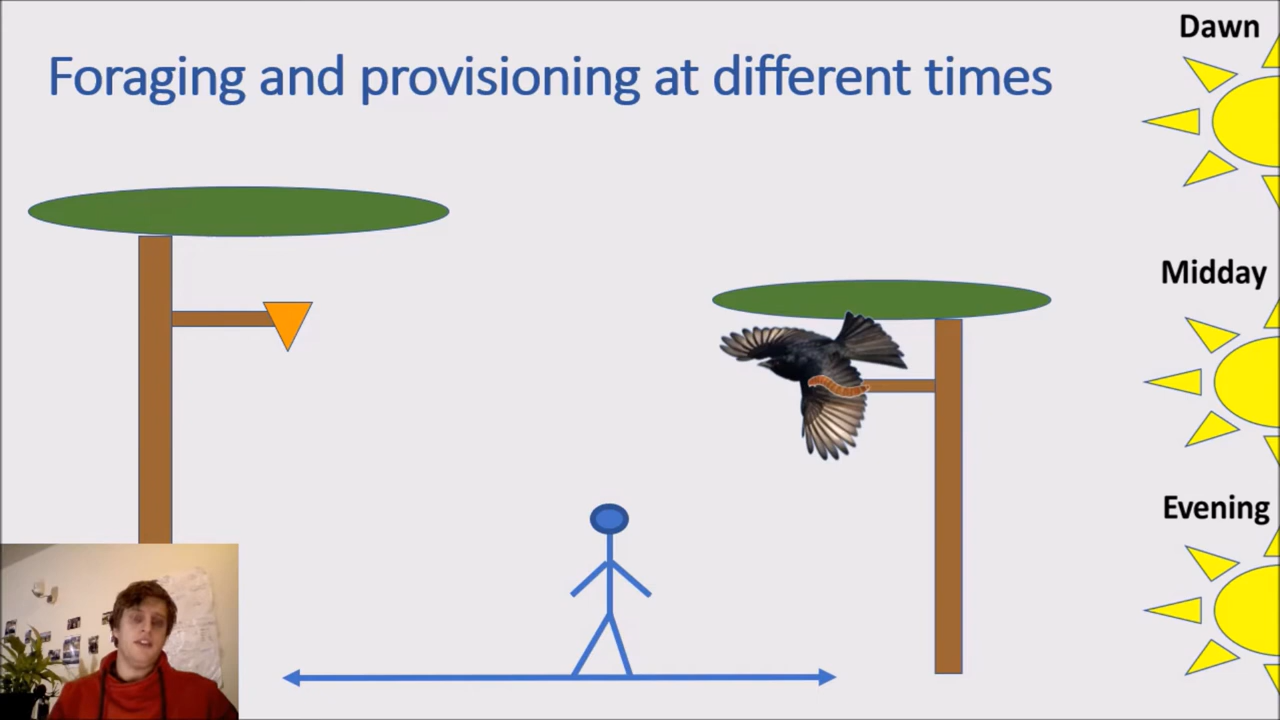 Foraging and provisioning at different times
Dawn
Midday
Evening